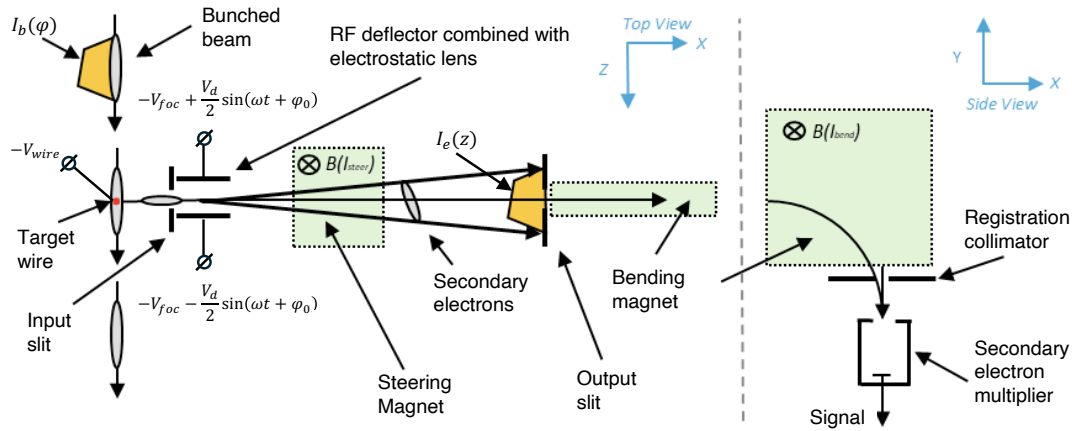 I_b(φ)
Bunched
beam
RF deflector combined with
electrostatic lens
−V_foc + V_d/2 sin(ωt + φ_0)
Top View
X
Z
Y
X
Side View
−V_wire
⊗ B(I_steer)
I_e(z)
⊗ B(I_bend)
Target
wire
Input
slit
−V_foc − V_d/2 sin(ωt + φ_0)
Secondary
electrons
Steering
Magnet
Output
slit
Bending
magnet
Registration
collimator
Secondary
electron
multiplier
Signal